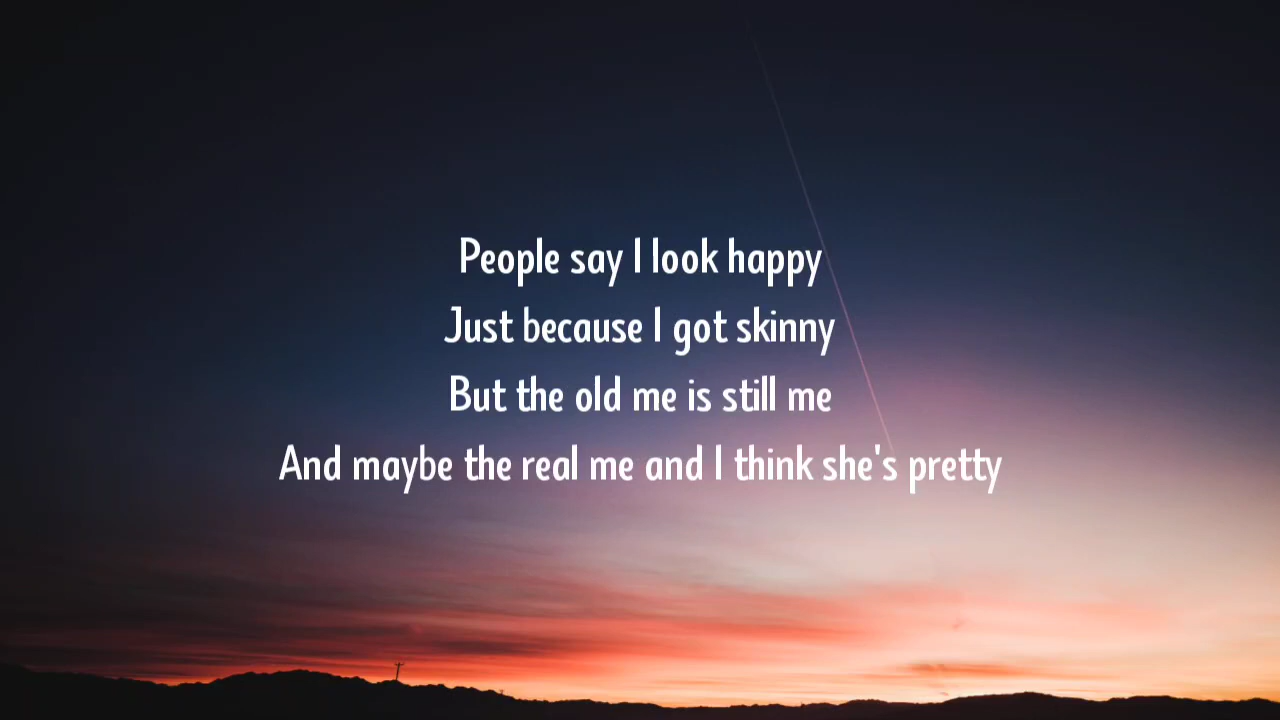 People say I look happy
Just because I got skinny
But the old me is still me
And maybe the real me and I think she's pretty